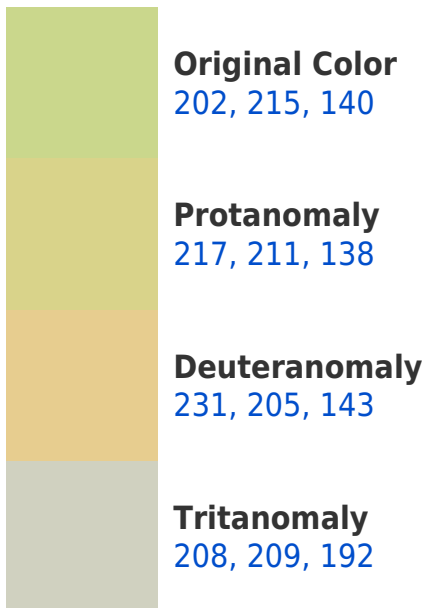 Original Color
202, 215, 140
Protanomaly
217, 211, 138
Deuteranomaly
231, 205, 143
Tritanomaly
208, 209, 192